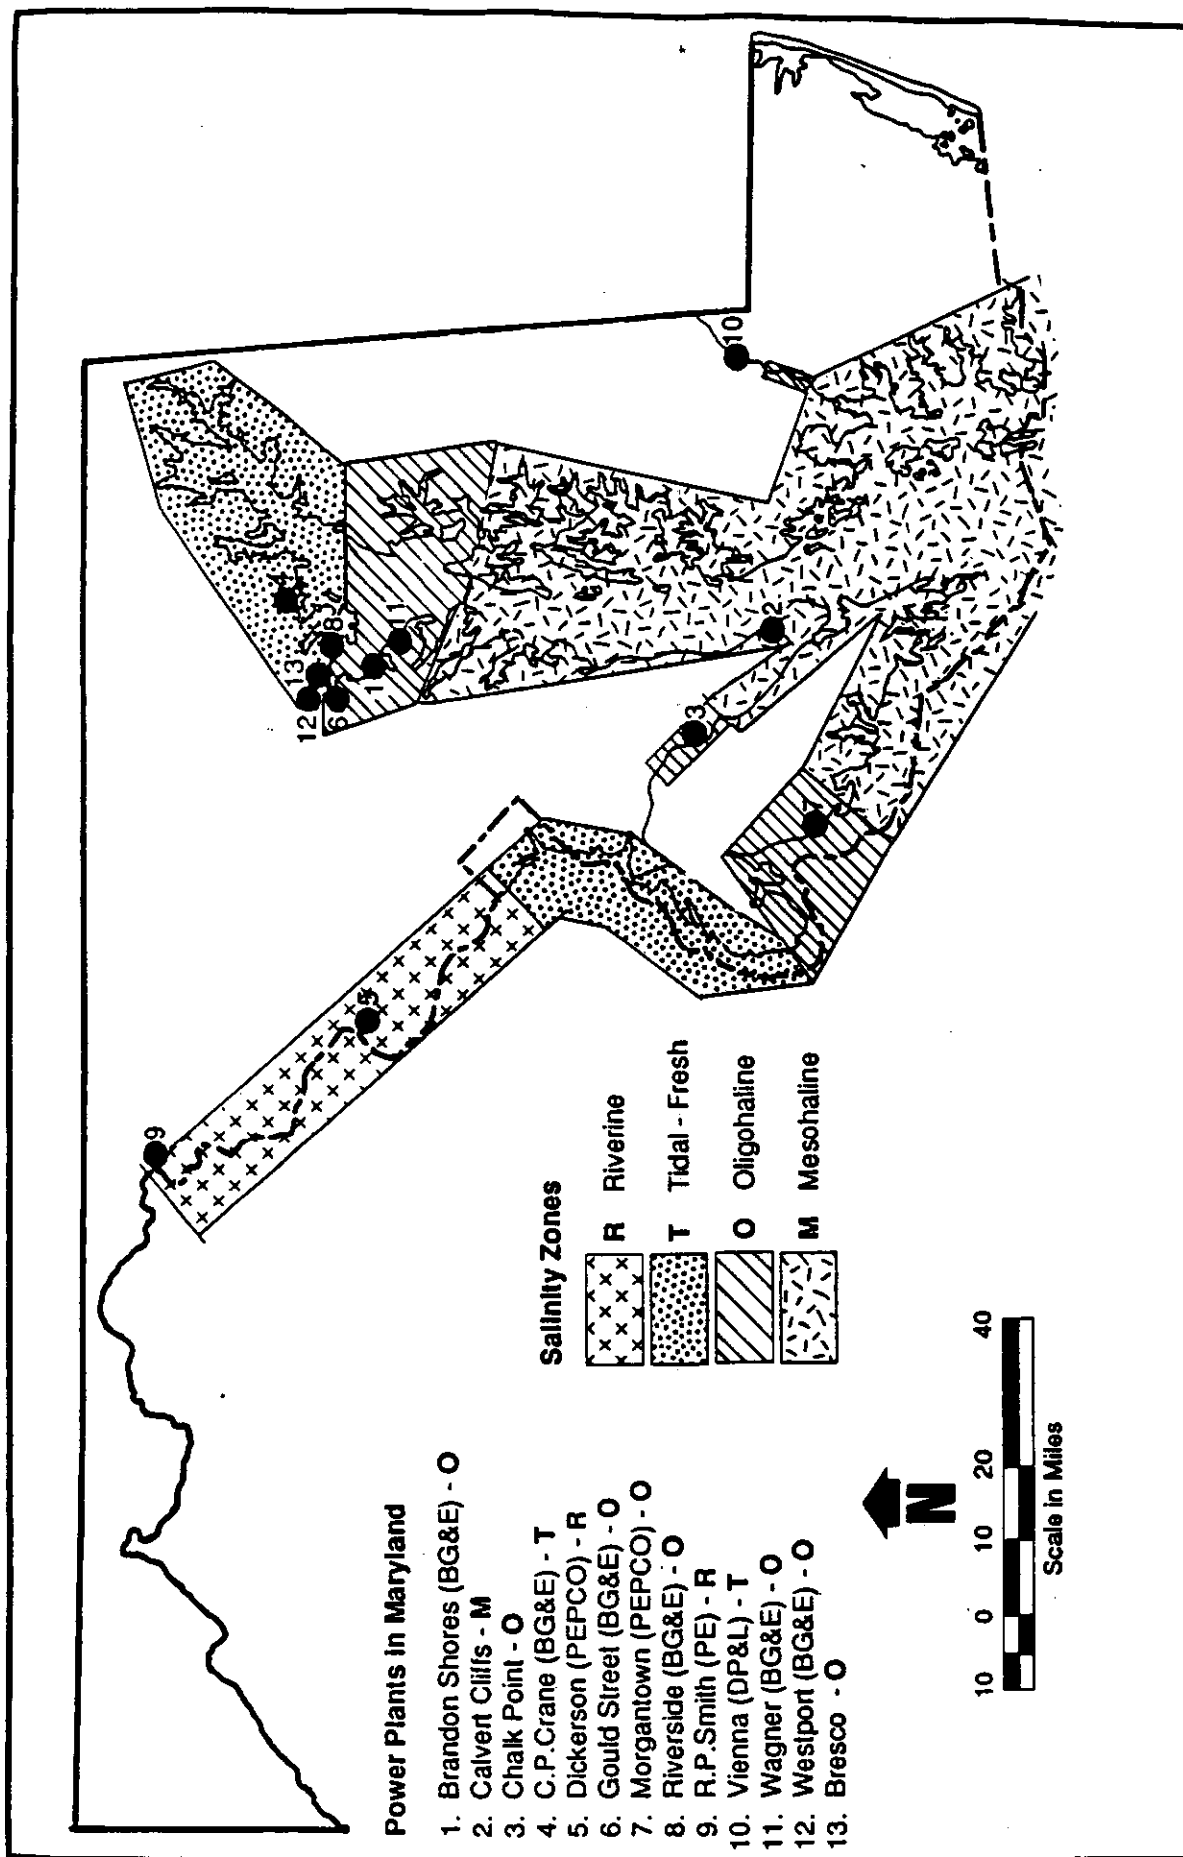 Power Plants in Maryland
1. Brandon Shores (BG&E) - O
2. Calvert Cliffs - M
3. Chalk Point - O
4. C.P.Crane (BG&E) - T
5. Dickerson (PEPCO) - R
6. Gould Street (BG&E) - O
7. Morgantown (PEPCO) - O
8. Riverside (BG&E) - O
9. R.P.Smith (PE) - R
10. Vienna (DP&L) - T
11. Wagner (BG&E) - O
12. Westport (BG&E) - O
13. Bresco - O
Salinity Zones
R Riverine
T Tidal - Fresh
O Oligohaline
M Mesohaline
N
10 0 10 20 40
Scale in Miles
9
5
12
13
6
8
4
1
11
3
2
10